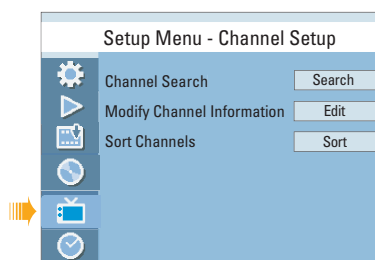 Setup Menu - Channel Setup
Channel Search Search
Modify Channel Information Edit
Sort Channels Sort